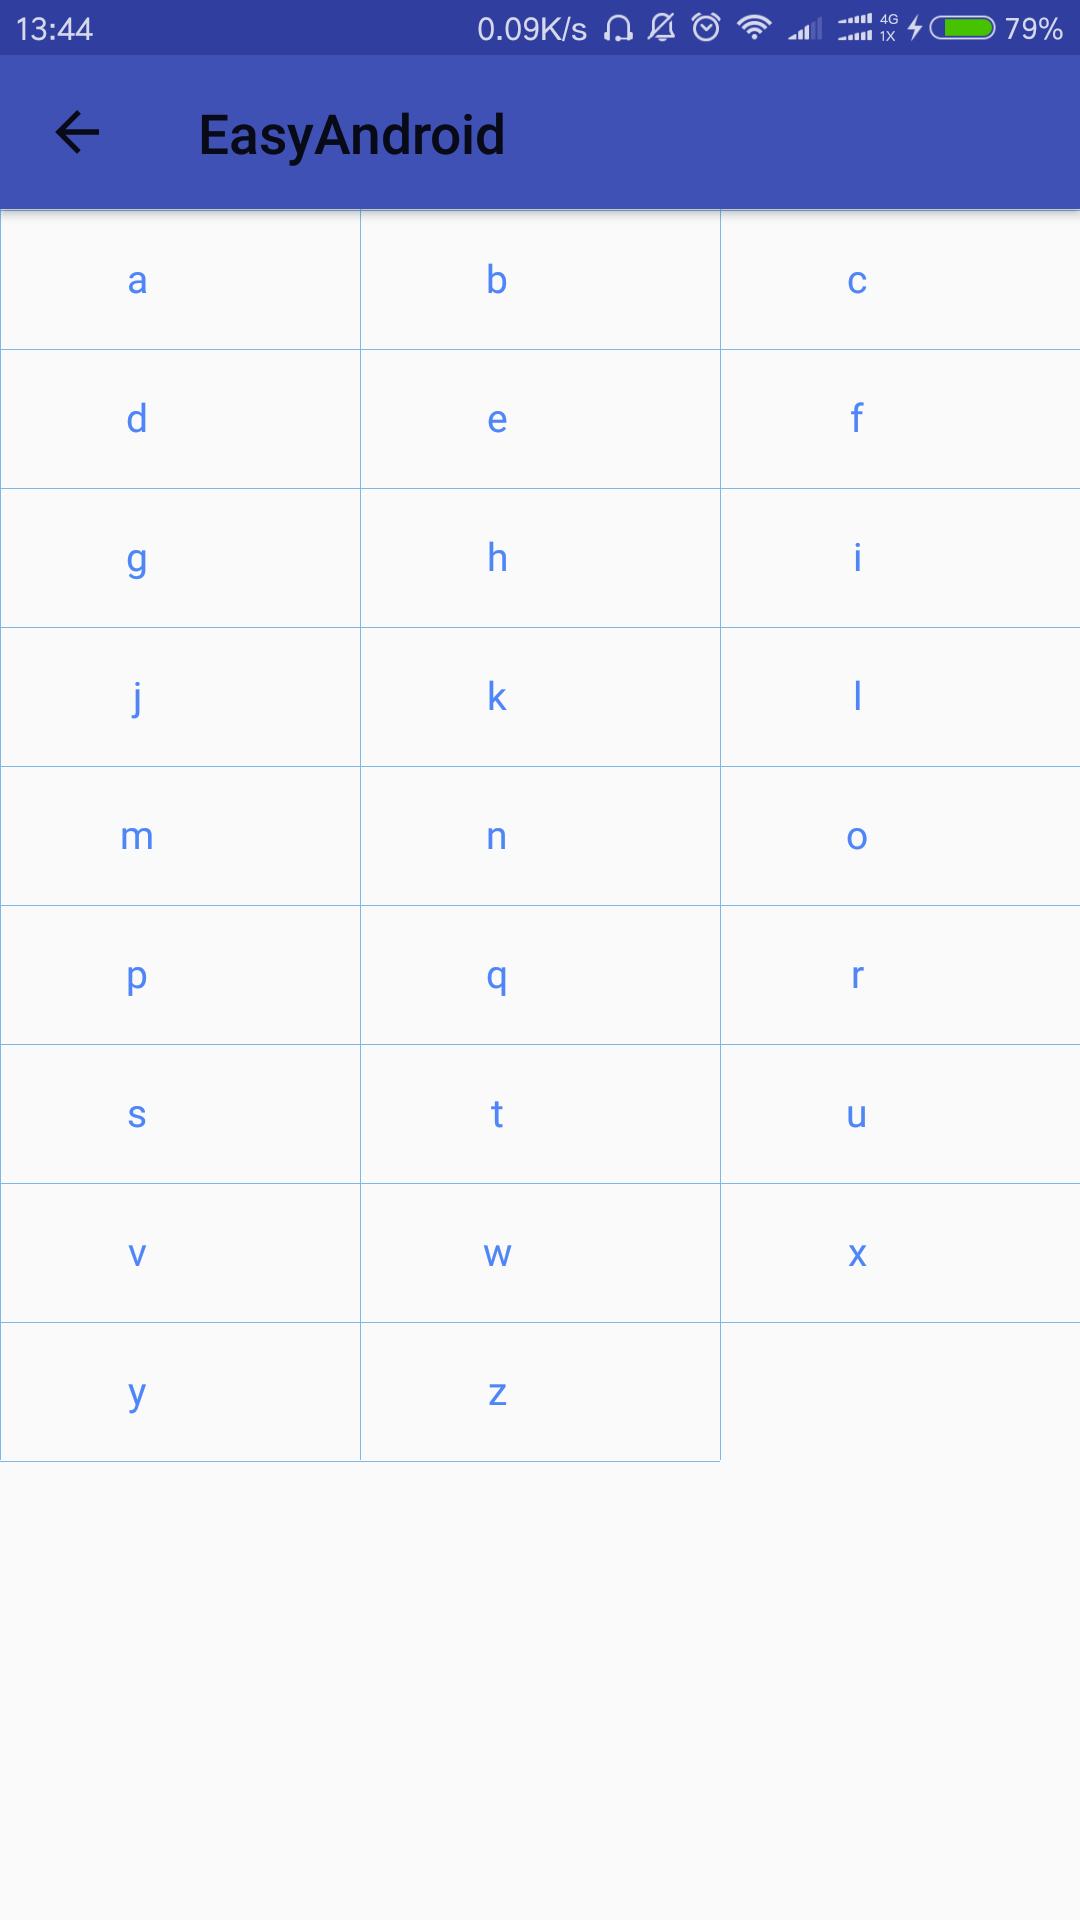 13:44 0.09K/s 4G 1X 79%
EasyAndroid
a b c
d e f
g h i
j k l
m n o
p q r
s t u
v w x
y z